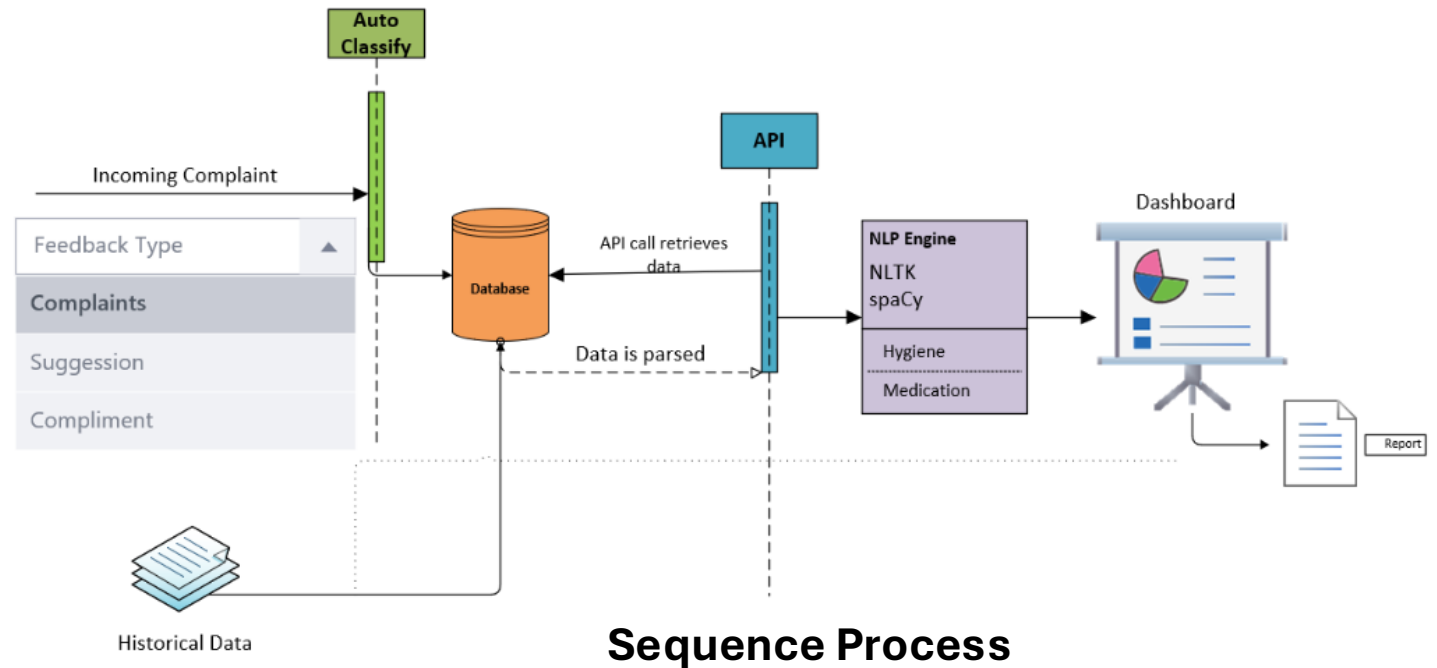 Auto
Classify
Incoming Complaint
Feedback Type
Complaints
Suggession
Compliment
Database
API call retrieves
data
Data is parsed
API
NLP Engine
NLTK
spaCy
Hygiene
Medication
Dashboard
Report
Historical Data
Sequence Process